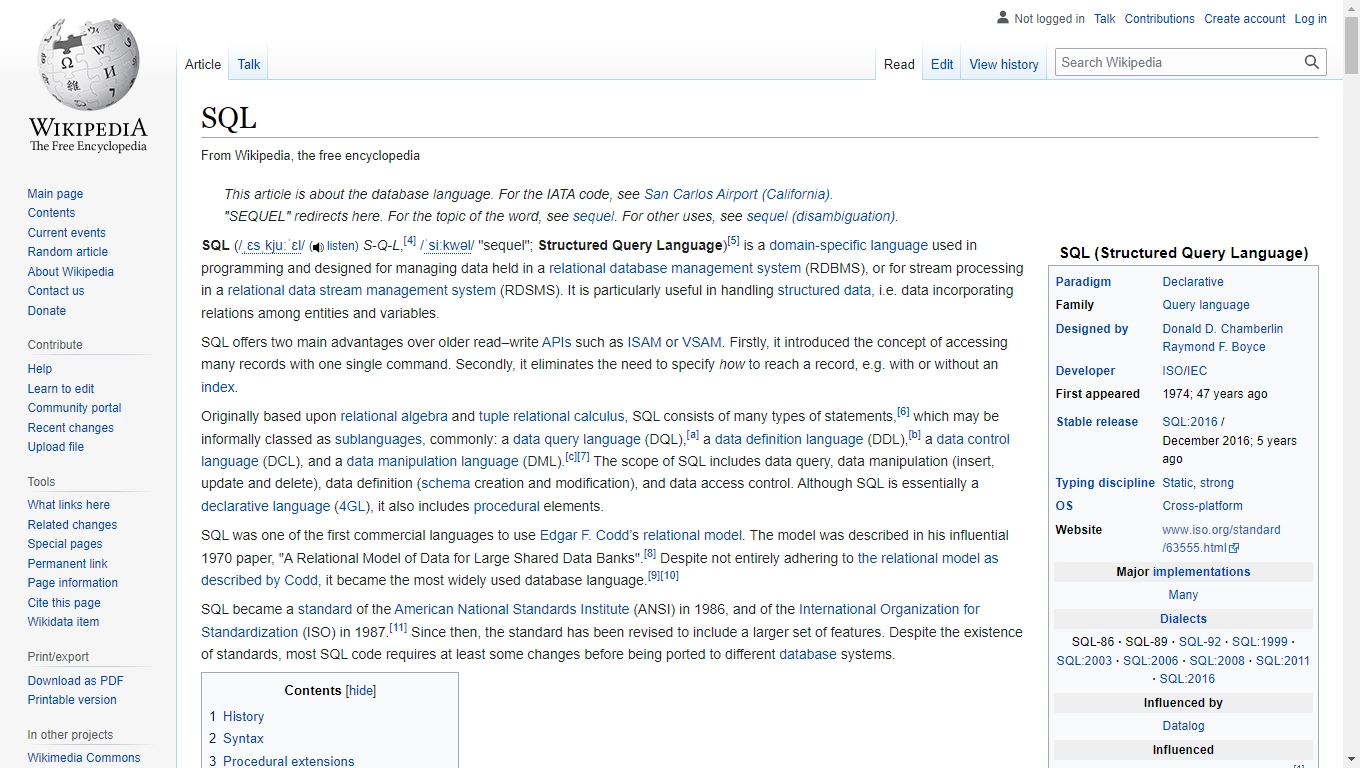 Not logged in Talk Contributions Create account Log in
Article Talk Read Edit View history Search Wikipedia
Ω W И 維 7
WIKIPEDIA
The Free Encyclopedia
Main page
Contents
Current events
Random article
About Wikipedia
Contact us
Donate
Contribute
Help
Learn to edit
Community portal
Recent changes
Upload file
Tools
What links here
Related changes
Special pages
Permanent link
Page information
Cite this page
Wikidata item
Print/export
Download as PDF
Printable version
In other projects
Wikimedia Commons
SQL
From Wikipedia, the free encyclopedia
This article is about the database language. For the IATA code, see San Carlos Airport (California).
"SEQUEL" redirects here. For the topic of the word, see sequel. For other uses, see sequel (disambiguation).
SQL (/ˌɛsˌkjuːˈɛl/ (listen) S-Q-L,[4] /ˈsiːkwəl/ "sequel"; Structured Query Language)[5] is a domain-specific language used in
programming and designed for managing data held in a relational database management system (RDBMS), or for stream processing
in a relational data stream management system (RDSMS). It is particularly useful in handling structured data, i.e. data incorporating
relations among entities and variables.
SQL offers two main advantages over older read–write APIs such as ISAM or VSAM. Firstly, it introduced the concept of accessing
many records with one single command. Secondly, it eliminates the need to specify how to reach a record, e.g. with or without an
index.
Originally based upon relational algebra and tuple relational calculus, SQL consists of many types of statements,[6] which may be
informally classed as sublanguages, commonly: a data query language (DQL),[a] a data definition language (DDL),[b] a data control
language (DCL), and a data manipulation language (DML).[c][7] The scope of SQL includes data query, data manipulation (insert,
update and delete), data definition (schema creation and modification), and data access control. Although SQL is essentially a
declarative language (4GL), it also includes procedural elements.
SQL was one of the first commercial languages to use Edgar F. Codd's relational model. The model was described in his influential
1970 paper, "A Relational Model of Data for Large Shared Data Banks".[8] Despite not entirely adhering to the relational model as
described by Codd, it became the most widely used database language.[9][10]
SQL became a standard of the American National Standards Institute (ANSI) in 1986, and of the International Organization for
Standardization (ISO) in 1987.[11] Since then, the standard has been revised to include a larger set of features. Despite the existence
of standards, most SQL code requires at least some changes before being ported to different database systems.
Contents [hide]
1 History
2 Syntax
3 Procedural extensions
SQL (Structured Query Language)
Paradigm Declarative
Family Query language
Designed by Donald D. Chamberlin
Raymond F. Boyce
Developer ISO/IEC
First appeared 1974; 47 years ago
Stable release SQL:2016 /
December 2016; 5 years
ago
Typing discipline Static, strong
OS Cross-platform
Website www.iso.org/standard
/63555.html
Major implementations
Many
Dialects
SQL-86 · SQL-89 · SQL-92 · SQL:1999 ·
SQL:2003 · SQL:2006 · SQL:2008 · SQL:2011
· SQL:2016
Influenced by
Datalog
Influenced